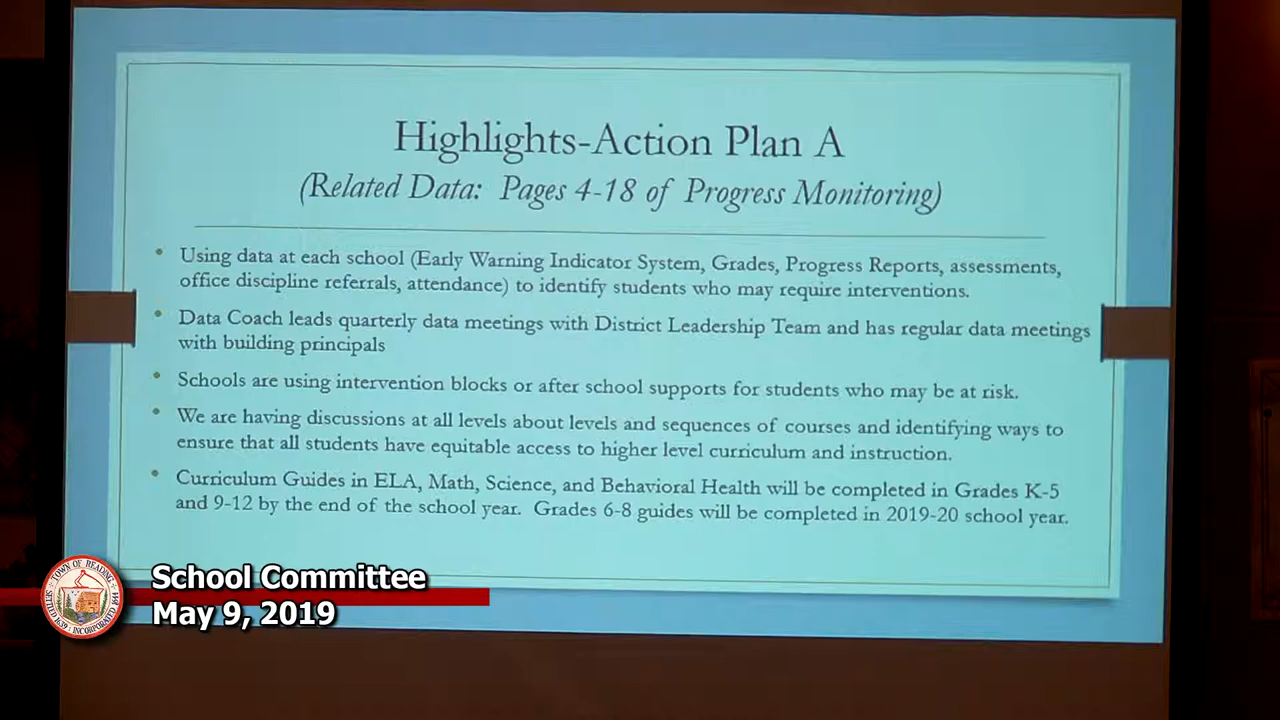 Highlights-Action Plan A
(Related Data: Pages 4-18 of Progress Monitoring)
• Using data at each school (Early Warning Indicator System, Grades, Progress Reports, assessments,
office discipline referrals, attendance) to identify students who may require interventions.
• Data Coach leads quarterly data meetings with District Leadership Team and has regular data meetings
with building principals
• Schools are using intervention blocks or after school supports for students who may be at risk.
• We are having discussions at all levels about levels and sequences of courses and identifying ways to
ensure that all students have equitable access to higher level curriculum and instruction.
• Curriculum Guides in ELA, Math, Science, and Behavioral Health will be completed in Grades K-5
and 9-12 by the end of the school year. Grades 6-8 guides will be completed in 2019-20 school year.
School Committee
May 9, 2019
TOWN OF READING
SETTLED 1639 INCORPORATED 1644